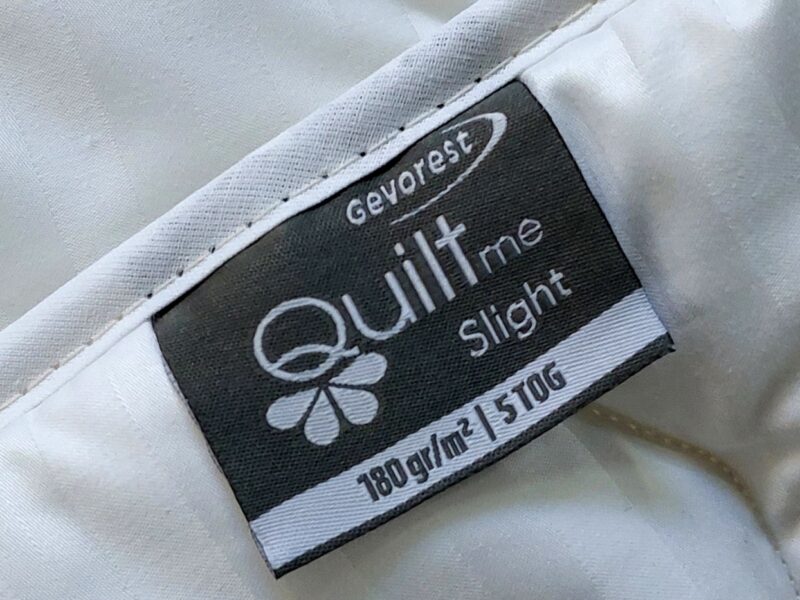 Gevorest
Quilt me
Slight
180 gr/m² | 5 TOG